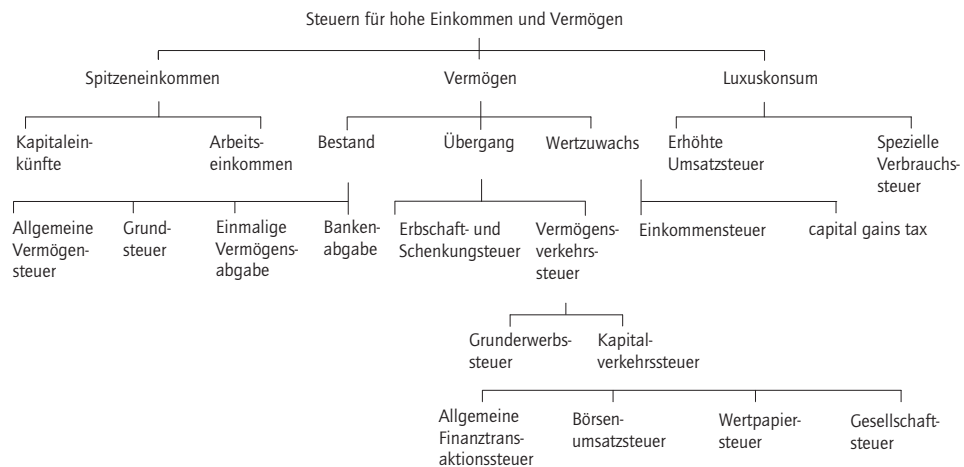 Steuern für hohe Einkommen und Vermögen
Spitzeneinkommen
Vermögen
Luxuskonsum
Kapitalein-
künfte
Arbeits-
einkommen
Bestand
Übergang
Wertzuwachs
Erhöhte
Umsatzsteuer
Spezielle
Verbrauchs-
steuer
Allgemeine
Vermögen-
steuer
Grund-
steuer
Einmalige
Vermögens-
abgabe
Banken-
abgabe
Erbschaft- und
Schenkungsteuer
Vermögens-
verkehrs-
steuer
Einkommensteuer
capital gains tax
Grunderwerbs-
steuer
Kapital-
verkehrssteuer
Allgemeine
Finanztrans-
aktionssteuer
Börsen-
umsatzsteuer
Wertpapier-
steuer
Gesellschaft-
steuer